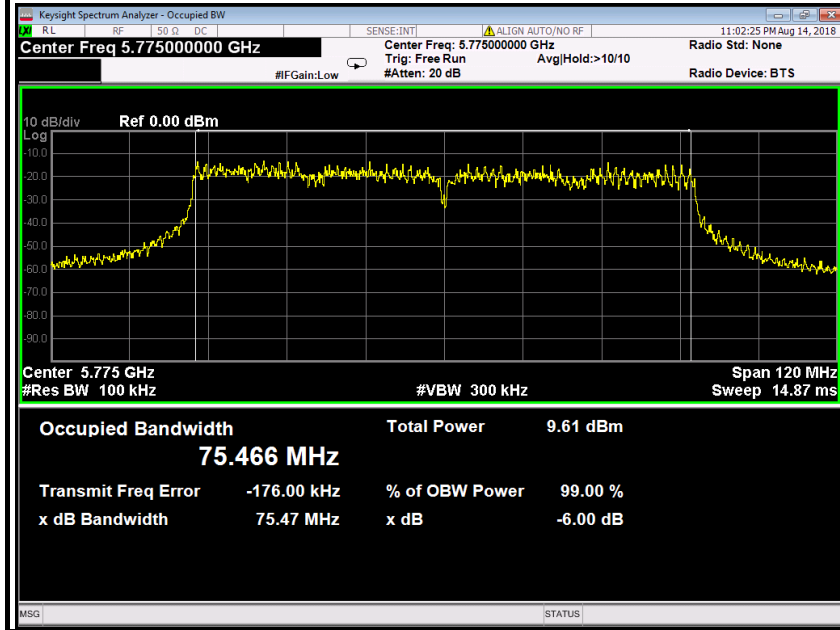 Keysight Spectrum Analyzer - Occupied BW
LXI RL RF 50 Ω DC SENSE:INT ALIGN AUTO/NO RF 11:02:25 PM Aug 14, 2018
Center Freq 5.775000000 GHz Center Freq: 5.775000000 GHz Radio Std: None
Trig: Free Run Avg|Hold:>10/10
#IFGain:Low #Atten: 20 dB Radio Device: BTS
10 dB/div Ref 0.00 dBm
Log
-10.0
-20.0
-30.0
-40.0
-50.0
-60.0
-70.0
-80.0
-90.0
Center 5.775 GHz Span 120 MHz
#Res BW 100 kHz #VBW 300 kHz Sweep 14.87 ms
Occupied Bandwidth Total Power 9.61 dBm
75.466 MHz
Transmit Freq Error -176.00 kHz % of OBW Power 99.00 %
x dB Bandwidth 75.47 MHz x dB -6.00 dB
MSG STATUS